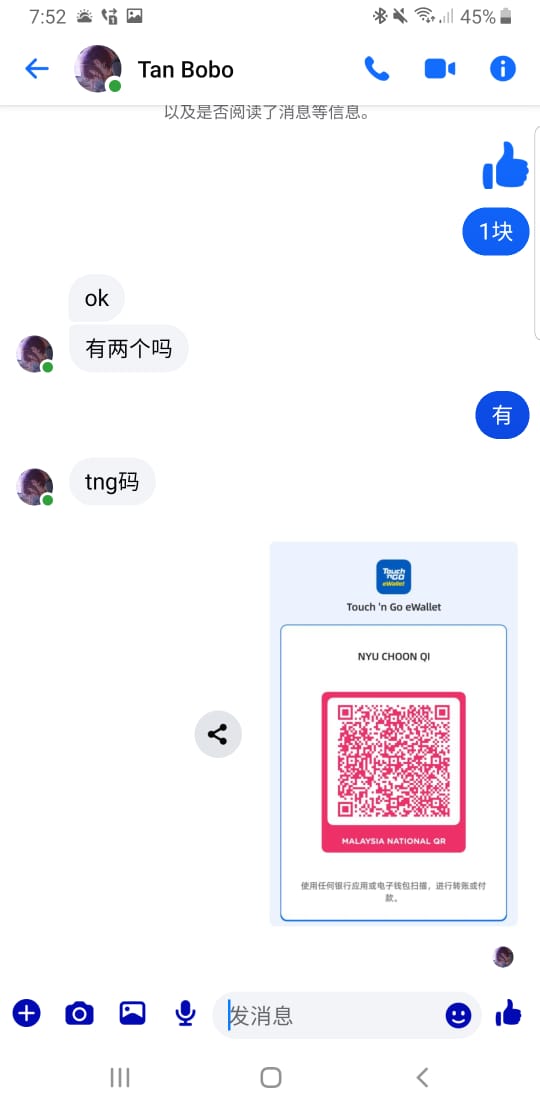 7:52
45%
Tan Bobo
以及是否阅读了消息等信息。
1块
ok
有两个吗
有
tng码
Touch 'n Go eWallet
Touch 'n Go eWallet
NYU CHOON QI
MALAYSIA NATIONAL QR
使用任何银行应用或电子钱包扫描，进行转账或付
款。
发消息